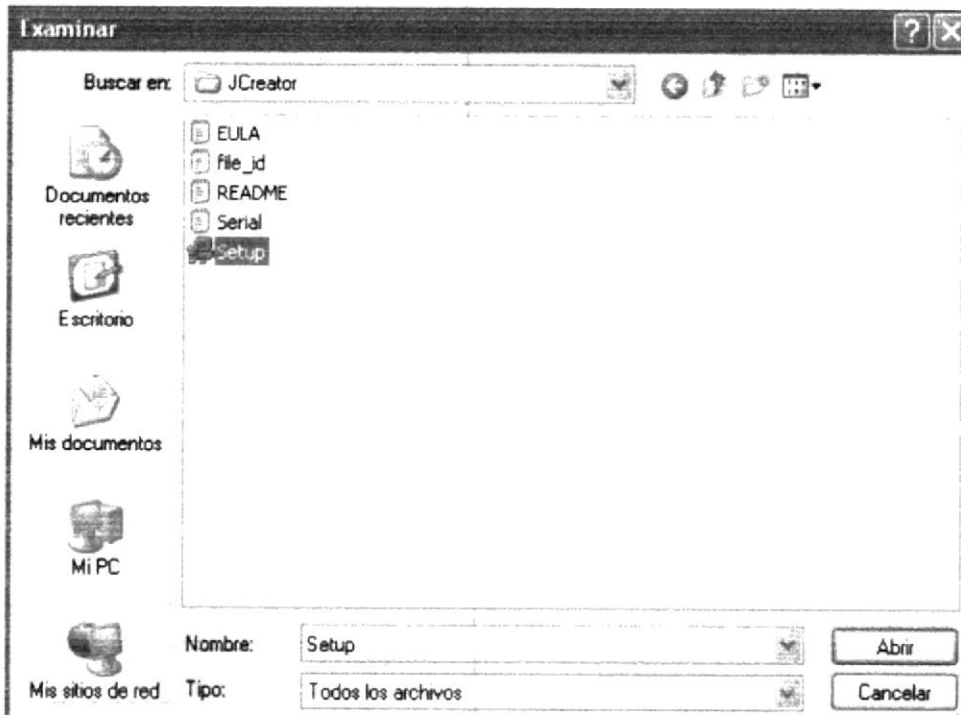 Examinar
Buscar en:
JCreator
EULA
file_id
README
Serial
Setup
Documentos
recientes
Escritorio
Mis documentos
Mi PC
Mis sitios de red
Nombre:
Setup
Abrir
Tipo:
Todos los archivos
Cancelar